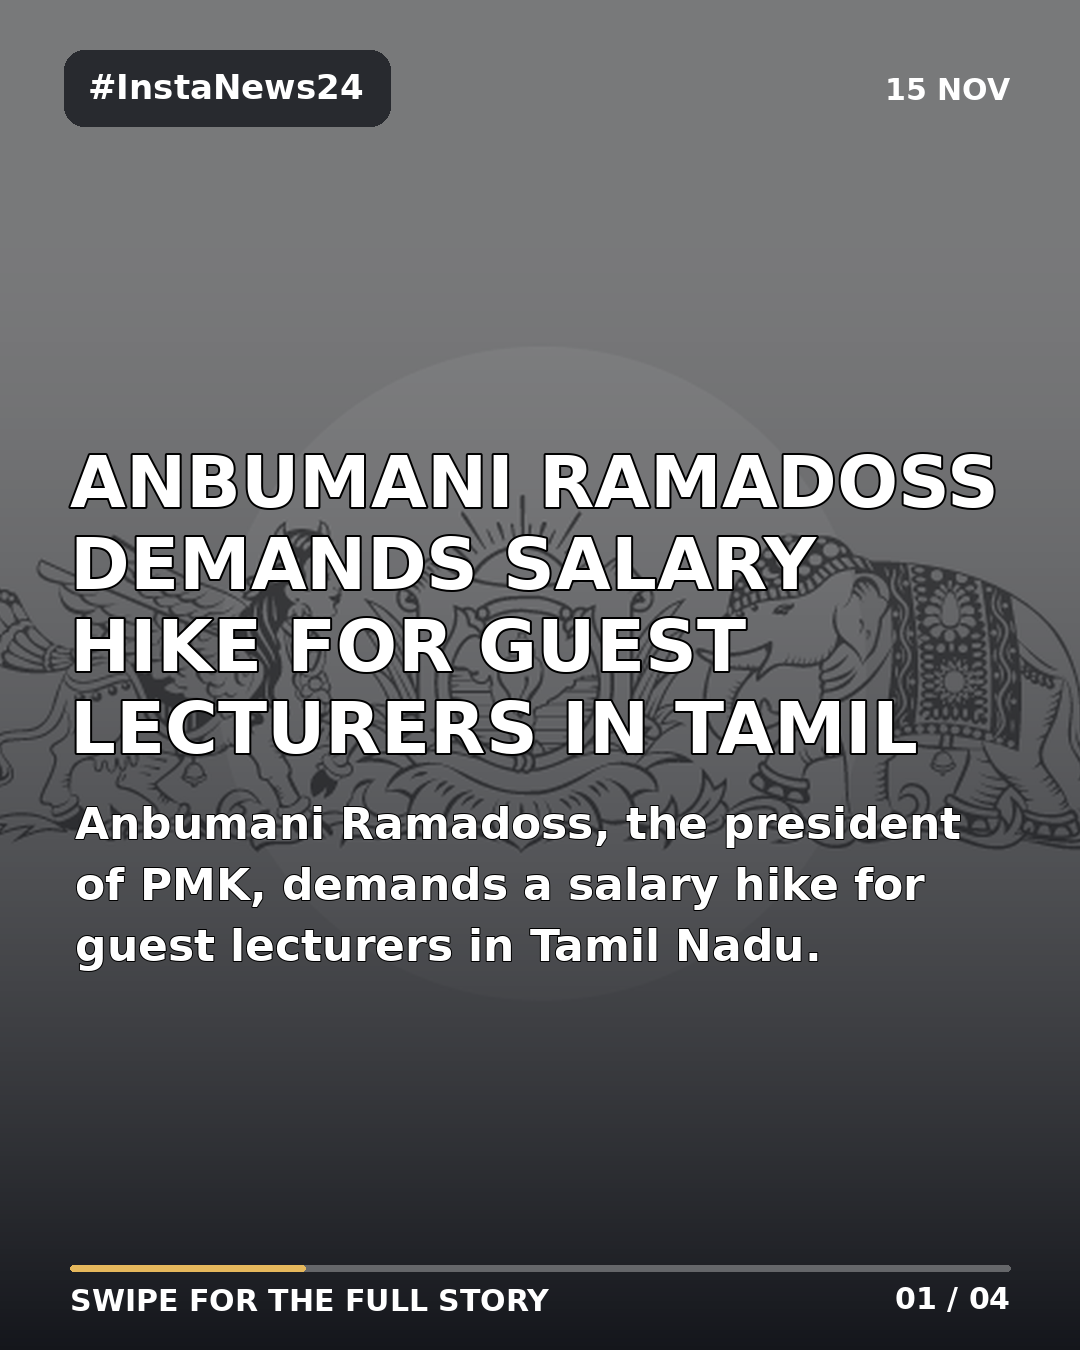 #InstaNews24
15 NOV
ANBUMANI RAMADOSS
DEMANDS SALARY
HIKE FOR GUEST
LECTURERS IN TAMIL
Anbumani Ramadoss, the president
of PMK, demands a salary hike for
guest lecturers in Tamil Nadu.
SWIPE FOR THE FULL STORY
01 / 04